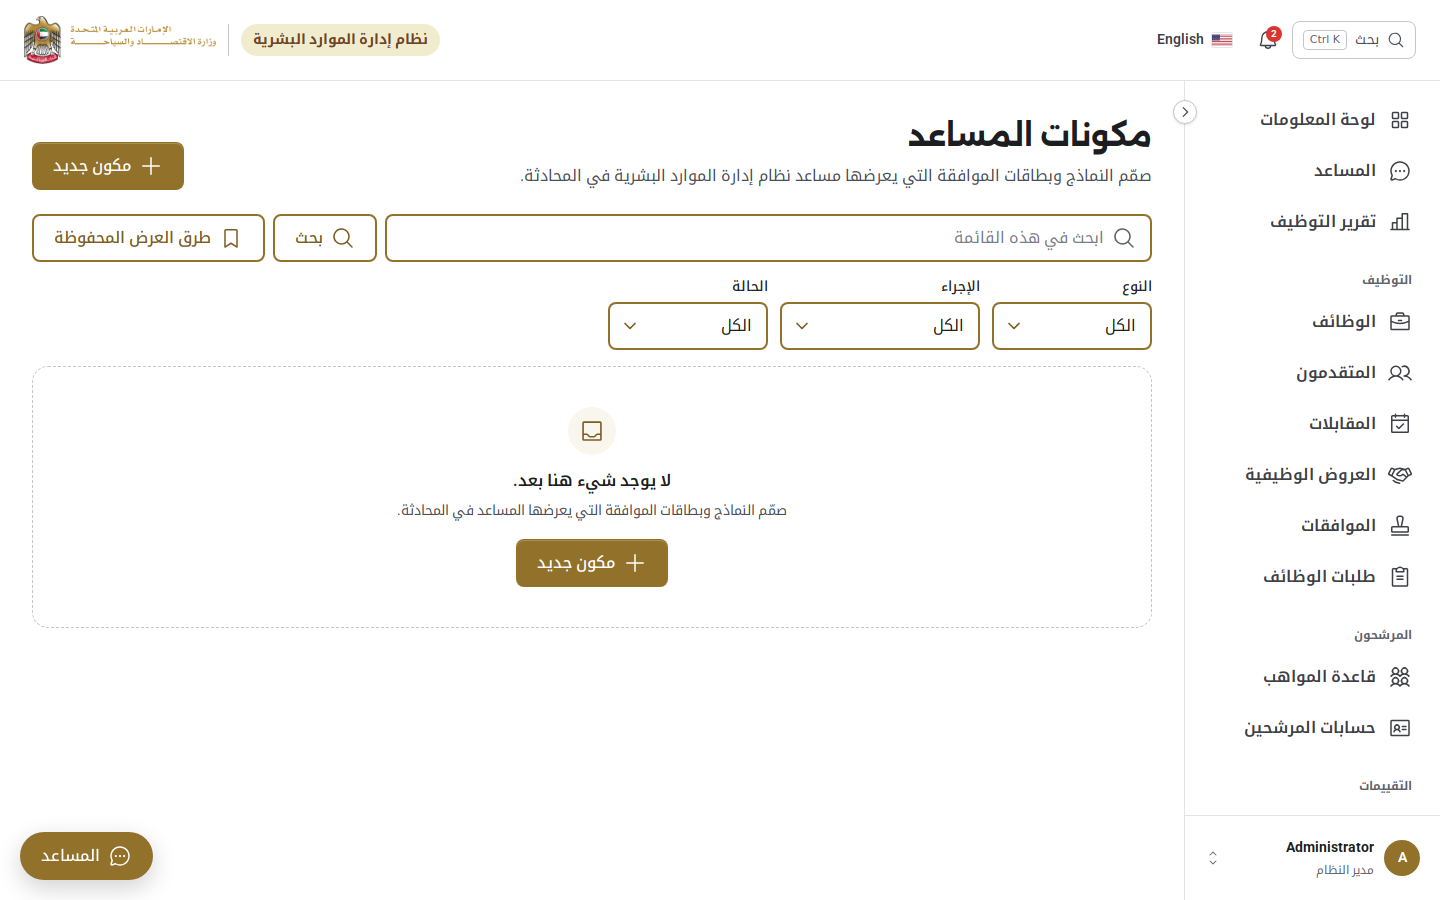 الإمارات العربية المتحدة
وزارة الاقتصاد والسياحة
نظام إدارة الموارد البشرية
English
2
بحث
Ctrl K
لوحة المعلومات
المساعد
تقرير التوظيف
التوظيف
الوظائف
المتقدمون
المقابلات
العروض الوظيفية
الموافقات
طلبات الوظائف
المرشحون
قاعدة المواهب
حسابات المرشحين
التقييمات
Administrator
مدير النظام
A
مكونات المساعد
صمّم النماذج وبطاقات الموافقة التي يعرضها مساعد نظام إدارة الموارد البشرية في المحادثة.
مكون جديد
ابحث في هذه القائمة
بحث
طرق العرض المحفوظة
النوع
الإجراء
الحالة
الكل
الكل
الكل
لا يوجد شيء هنا بعد.
صمّم النماذج وبطاقات الموافقة التي يعرضها المساعد في المحادثة.
مكون جديد
المساعد